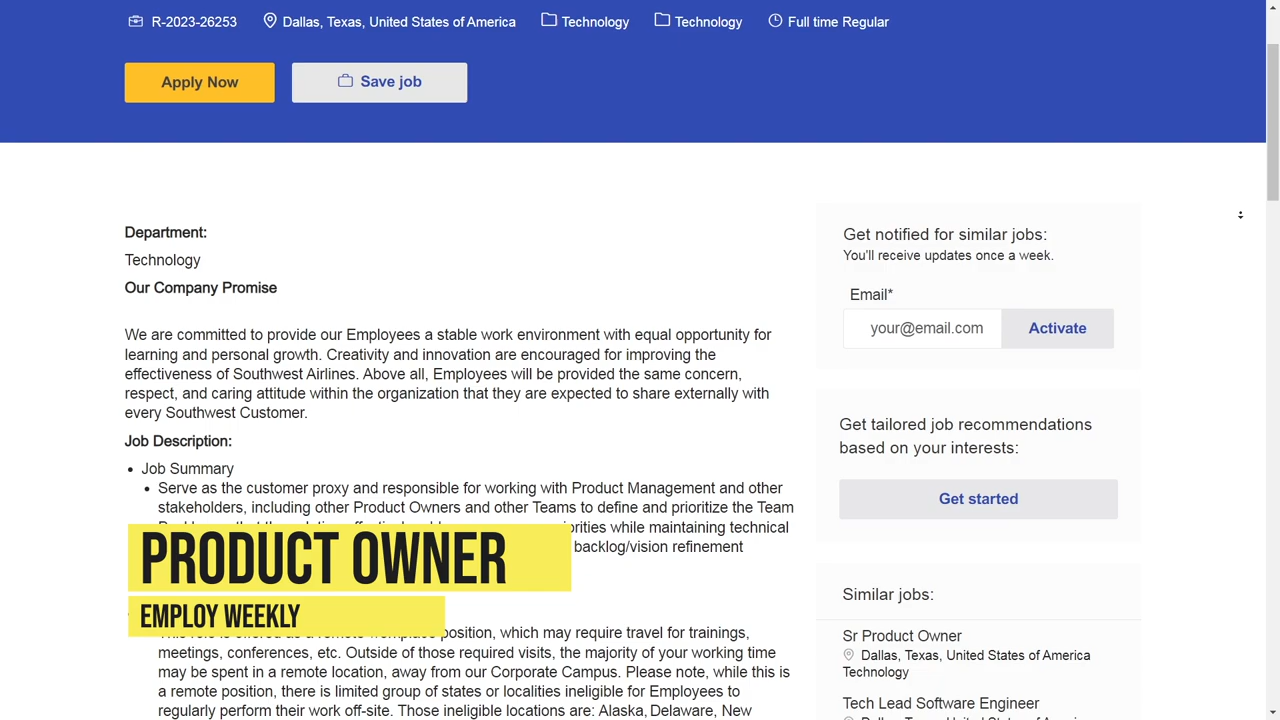 R-2023-26253 Dallas, Texas, United States of America Technology Technology Full time Regular
Apply Now Save job
Department:
Technology
Our Company Promise
We are committed to provide our Employees a stable work environment with equal opportunity for
learning and personal growth. Creativity and innovation are encouraged for improving the
effectiveness of Southwest Airlines. Above all, Employees will be provided the same concern,
respect, and caring attitude within the organization that they are expected to share externally with
every Southwest Customer.
Job Description:
Job Summary
Serve as the customer proxy and responsible for working with Product Management and other
stakeholders, including other Product Owners and other Teams to define and prioritize the Team
while maintaining technical
backlog/vision refinement
PRODUCT OWNER
EMPLOY WEEKLY
position, which may require travel for trainings,
meetings, conferences, etc. Outside of those required visits, the majority of your working time
may be spent in a remote location, away from our Corporate Campus. Please note, while this is
a remote position, there is limited group of states or localities ineligible for Employees to
regularly perform their work off-site. Those ineligible locations are: Alaska, Delaware, New
Get notified for similar jobs:
You'll receive updates once a week.
Email*
your@email.com Activate
Get tailored job recommendations
based on your interests:
Get started
Similar jobs:
Sr Product Owner
Dallas, Texas, United States of America
Technology
Tech Lead Software Engineer